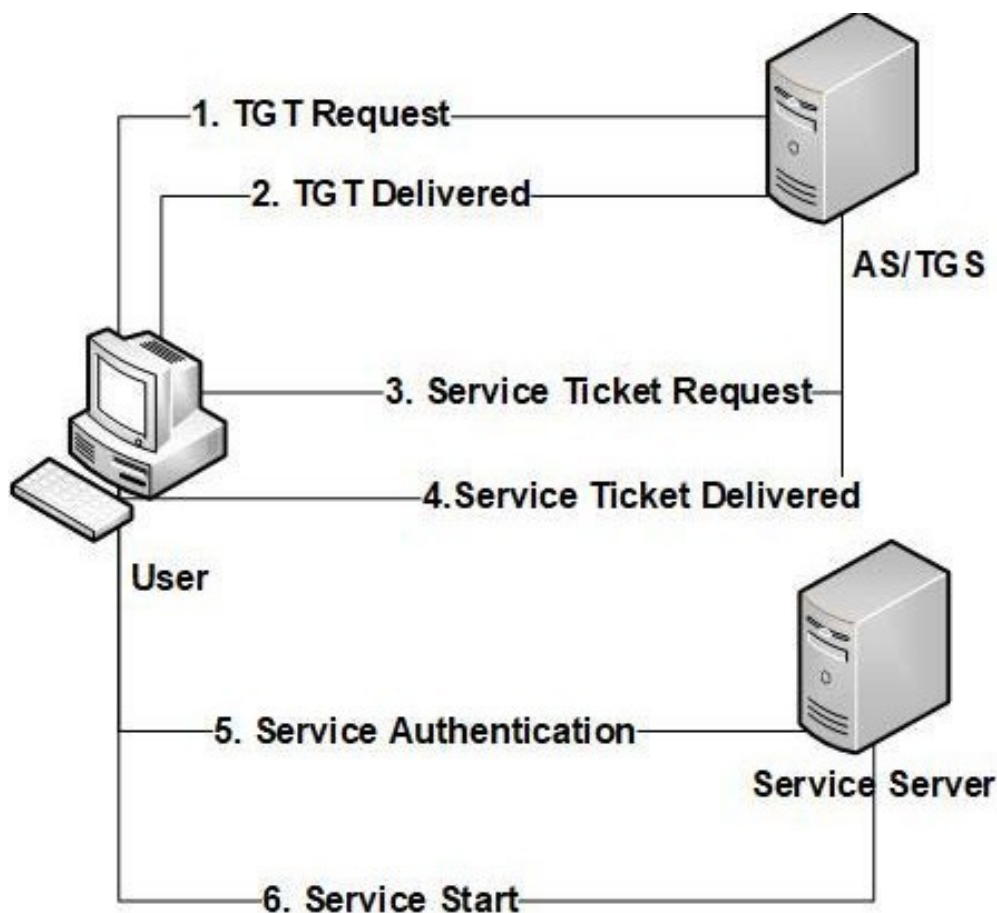 1. TGT Request
2. TGT Delivered
AS/TGS
3. Service Ticket Request
4.Service Ticket Delivered
User
5. Service Authentication
Service Server
6. Service Start